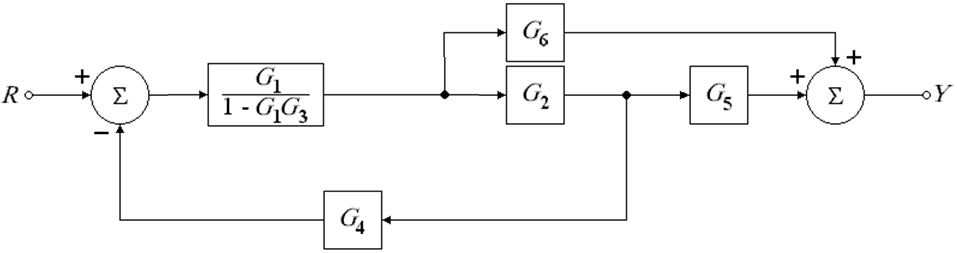 G₆
+
+
+
R
Σ
G₁
1 - G₁G₃
G₂
G₅
Σ
Y
−
G₄